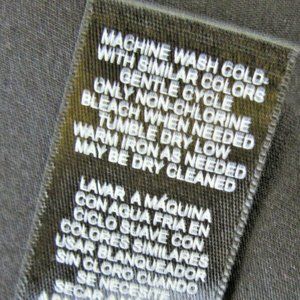 MACHINE WASH COLD-
WITH SIMILAR COLORS
GENTLE CYCLE
ONLY NON-CHLORINE
BLEACH WHEN NEEDED
TUMBLE DRY LOW
WARM IRON AS NEEDED
MAY BE DRY CLEANED
LAVAR A MÁQUINA
CON AGUA FRIA EN
CICLO SUAVE CON
COLORES SIMILARES
USAR BLANQUEADOR
SIN CLORO CUANDO
SE NECESITE
SECAR